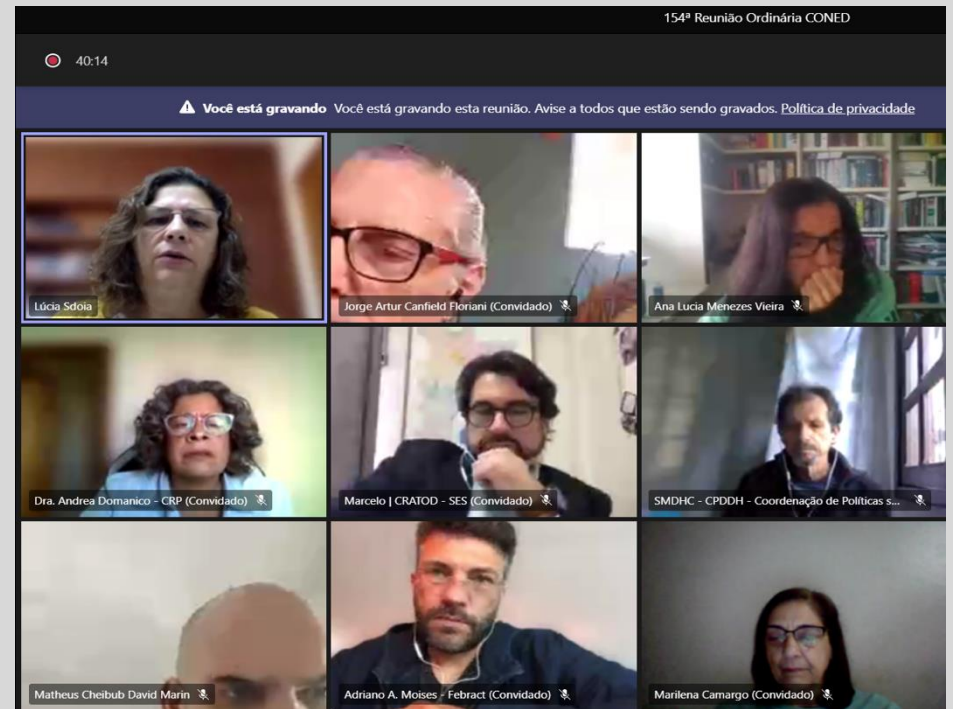 154ª Reunião Ordinária CONED
40:14
Você está gravando Você está gravando esta reunião. Avise a todos que estão sendo gravados. Política de privacidade
Lúcia Sdoia
Jorge Artur Canfield Floriani (Convidado)
Ana Lucia Menezes Vieira
Dra. Andrea Domanico - CRP (Convidado)
Marcelo | CRATOD - SES (Convidado)
SMDHC - CPDDH - Coordenação de Políticas s...
Matheus Cheibub David Marin
Adriano A. Moises - Febract (Convidado)
Marilena Camargo (Convidado)